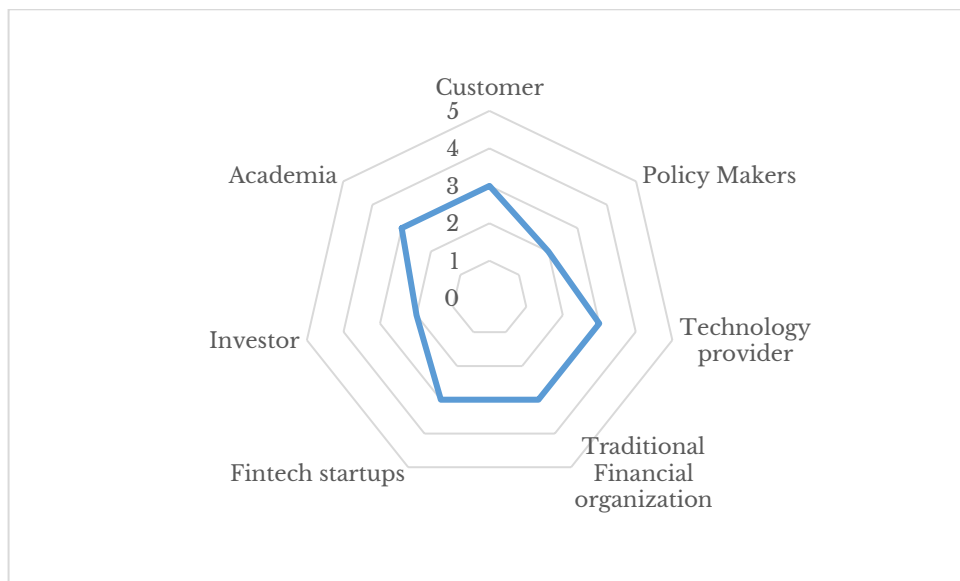 Customer
5
4
3
2
1
0
Academia
Policy Makers
Investor
Technology
provider
Fintech startups
Traditional
Financial
organization